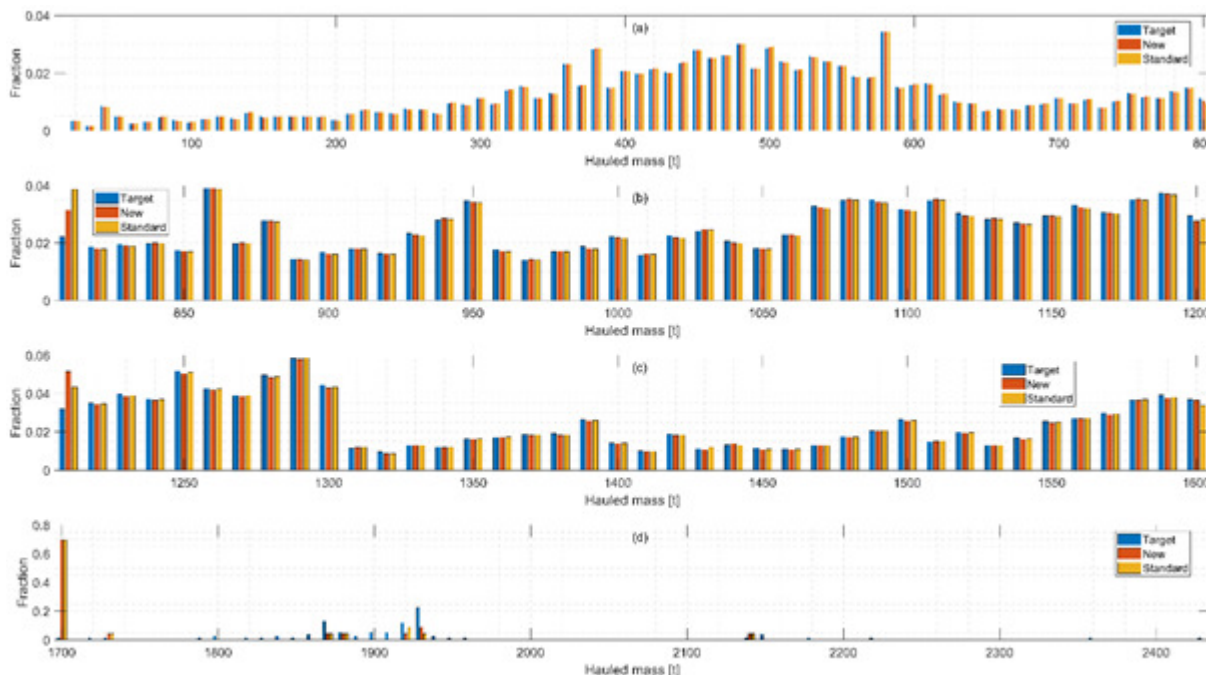 0.04
(a)
Target
New
Standard
Fraction
0.02
0
100 200 300 400 500 600 700 800
Hauled mass [t]
0.04
(b)
Target
New
Standard
Fraction
0.02
0
850 900 950 1000 1050 1100 1150 1200
Hauled mass [t]
0.06
(c)
Target
New
Standard
Fraction
0.04
0.02
0
1250 1300 1350 1400 1450 1500 1550 1600
Hauled mass [t]
0.8
(d)
Target
New
Standard
Fraction
0.6
0.4
0.2
0
1700 1800 1900 2000 2100 2200 2300 2400
Hauled mass [t]